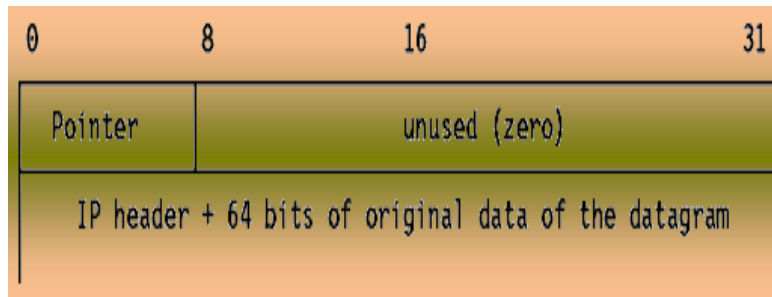 0 8 16 31
Pointer unused (zero)
IP header + 64 bits of original data of the datagram